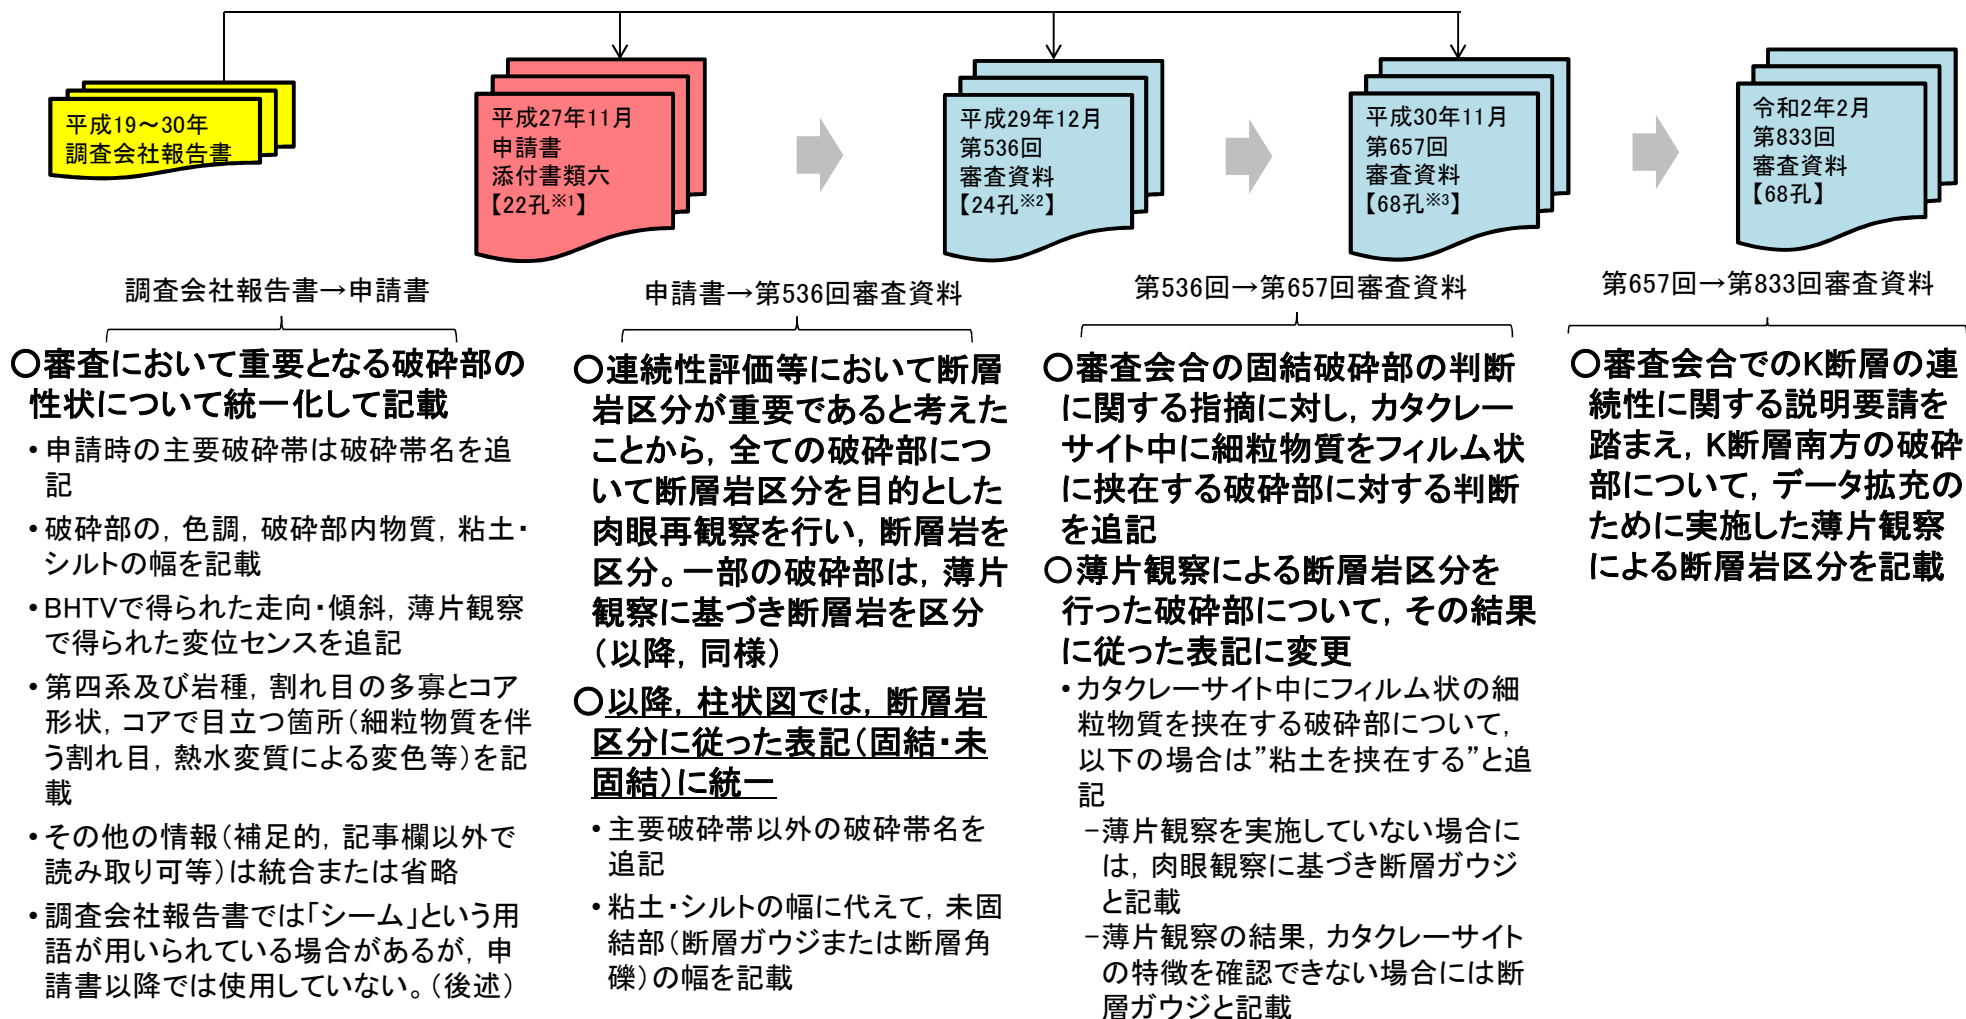 平成19～30年
調査会社報告書
平成27年11月
申請書
添付書類六
【22孔※1】
平成29年12月
第536回
審査資料
【24孔※2】
平成30年11月
第657回
審査資料
【68孔※3】
令和2年2月
第833回
審査資料
【68孔】
調査会社報告書→申請書
○審査において重要となる破砕部の
性状について統一化して記載
・申請時の主要破砕帯は破砕帯名を追
記
・破砕部の，色調，破砕部内物質，粘土・
シルトの幅を記載
・BHTVで得られた走向・傾斜，薄片観察
で得られた変位センスを追記
・第四系及び岩種，割れ目の多寡とコア
形状，コアで目立つ箇所（細粒物質を伴
う割れ目，熱水変質による変色等）を記
載
・その他の情報（補足的，記事欄以外で
読み取り可等）は統合または省略
・調査会社報告書では「シーム」という用
語が用いられている場合があるが，申
請書以降では使用していない。（後述）
申請書→第536回審査資料
○連続性評価等において断層
岩区分が重要であると考えた
ことから，全ての破砕部につ
いて断層岩区分を目的とした
肉眼再観察を行い，断層岩を
区分。一部の破砕部は，薄片
観察に基づき断層岩を区分
（以降，同様）
○以降，柱状図では，断層岩
区分に従った表記（固結・未
固結）に統一
・主要破砕帯以外の破砕帯名を
追記
・粘土・シルトの幅に代えて，未固
結部（断層ガウジまたは断層角
礫）の幅を記載
第536回→第657回審査資料
○審査会合の固結破砕部の判断
に関する指摘に対し，カタクレー
サイト中に細粒物質をフィルム状
に挟在する破砕部に対する判断
を追記
○薄片観察による断層岩区分を
行った破砕部について，その結果
に従った表記に変更
・カタクレーサイト中にフィルム状の細
粒物質を挟在する破砕部について，
以下の場合は”粘土を挟在する”と追
記
－薄片観察を実施していない場合に
は，肉眼観察に基づき断層ガウジ
と記載
－薄片観察の結果，カタクレーサイト
の特徴を確認できない場合には断
層ガウジと記載
第657回→第833回審査資料
○審査会合でのK断層の連
続性に関する説明要請を
踏まえ，K断層南方の破砕
部について，データ拡充の
ために実施した薄片観察
による断層岩区分を記載